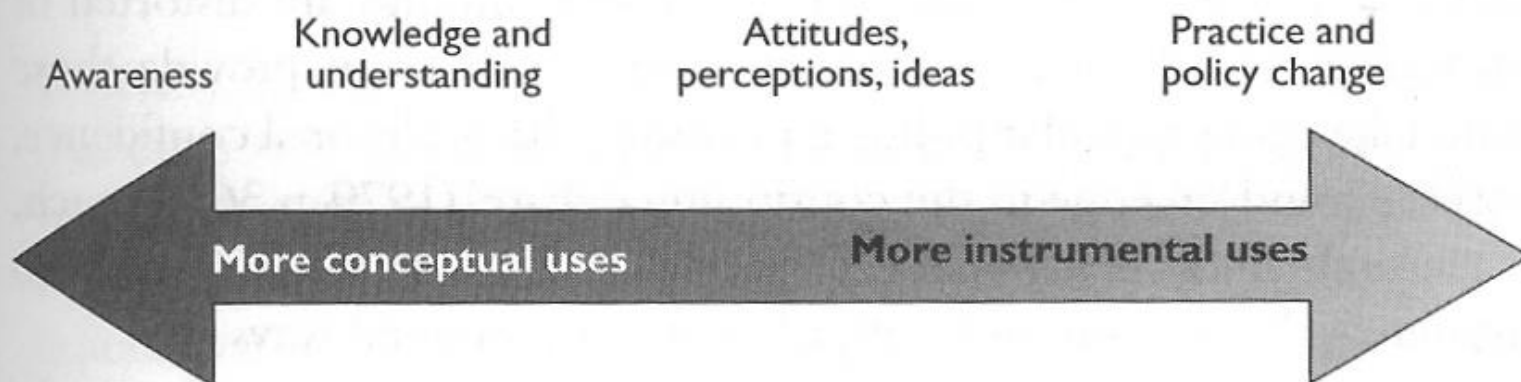 Awareness
Knowledge and
understanding
Attitudes,
perceptions, ideas
Practice and
policy change
More conceptual uses
More instrumental uses